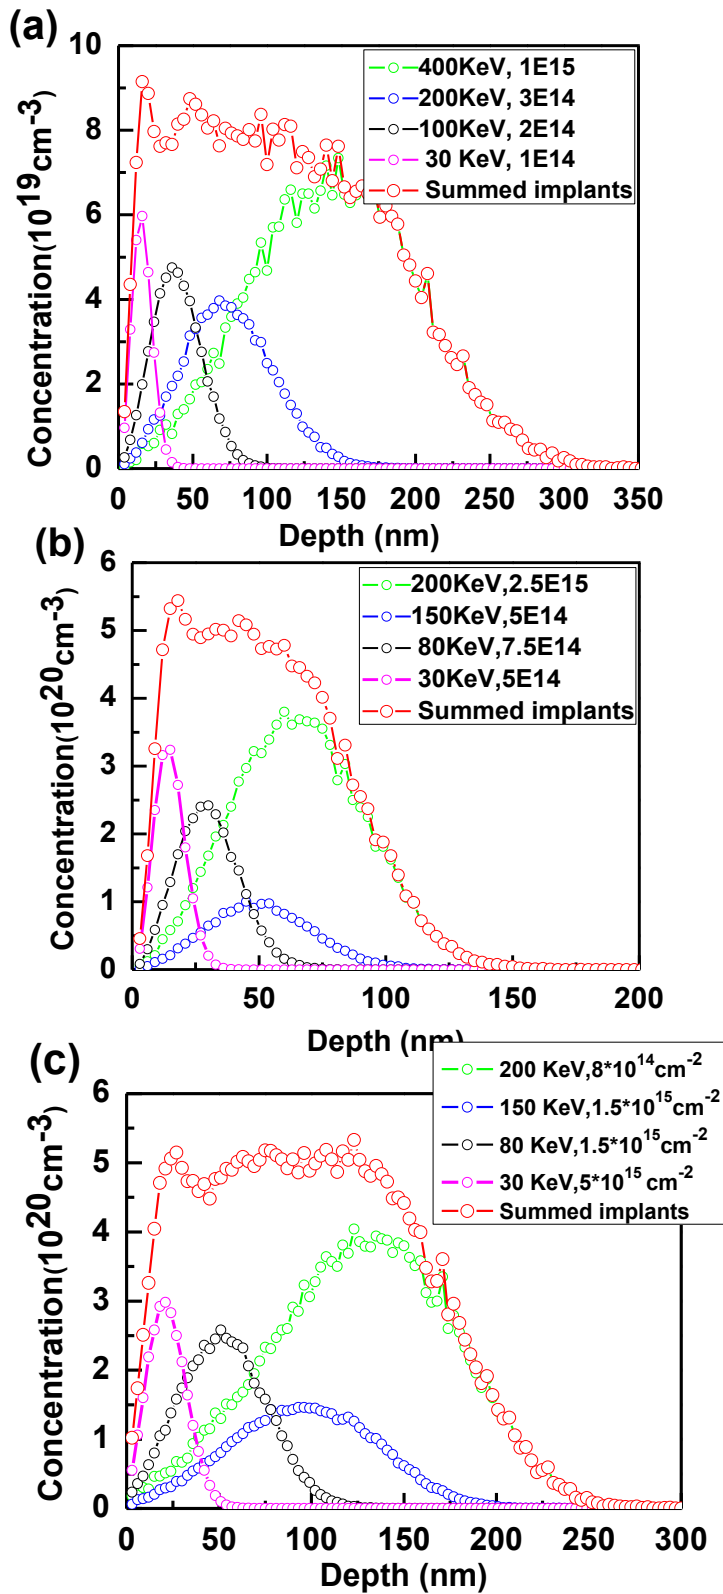 (a)
10
8
6
4
2
0
Concentration(10^19cm^-3)
400KeV, 1E15
200KeV, 3E14
100KeV, 2E14
30 KeV, 1E14
Summed implants
0 50 100 150 200 250 300 350
Depth (nm)
(b)
6
5
4
3
2
1
0
Concentration(10^20cm^-3)
200KeV,2.5E15
150KeV,5E14
80KeV,7.5E14
30KeV,5E14
Summed implants
0 50 100 150 200
Depth (nm)
(c)
6
5
4
3
2
1
0
Concentration(10^20cm^-3)
200 KeV,8*10^14cm^-2
150 KeV,1.5*10^15cm^-2
80 KeV,1.5*10^15cm^-2
30 KeV,5*10^15 cm^-2
Summed implants
0 50 100 150 200 250 300
Depth (nm)